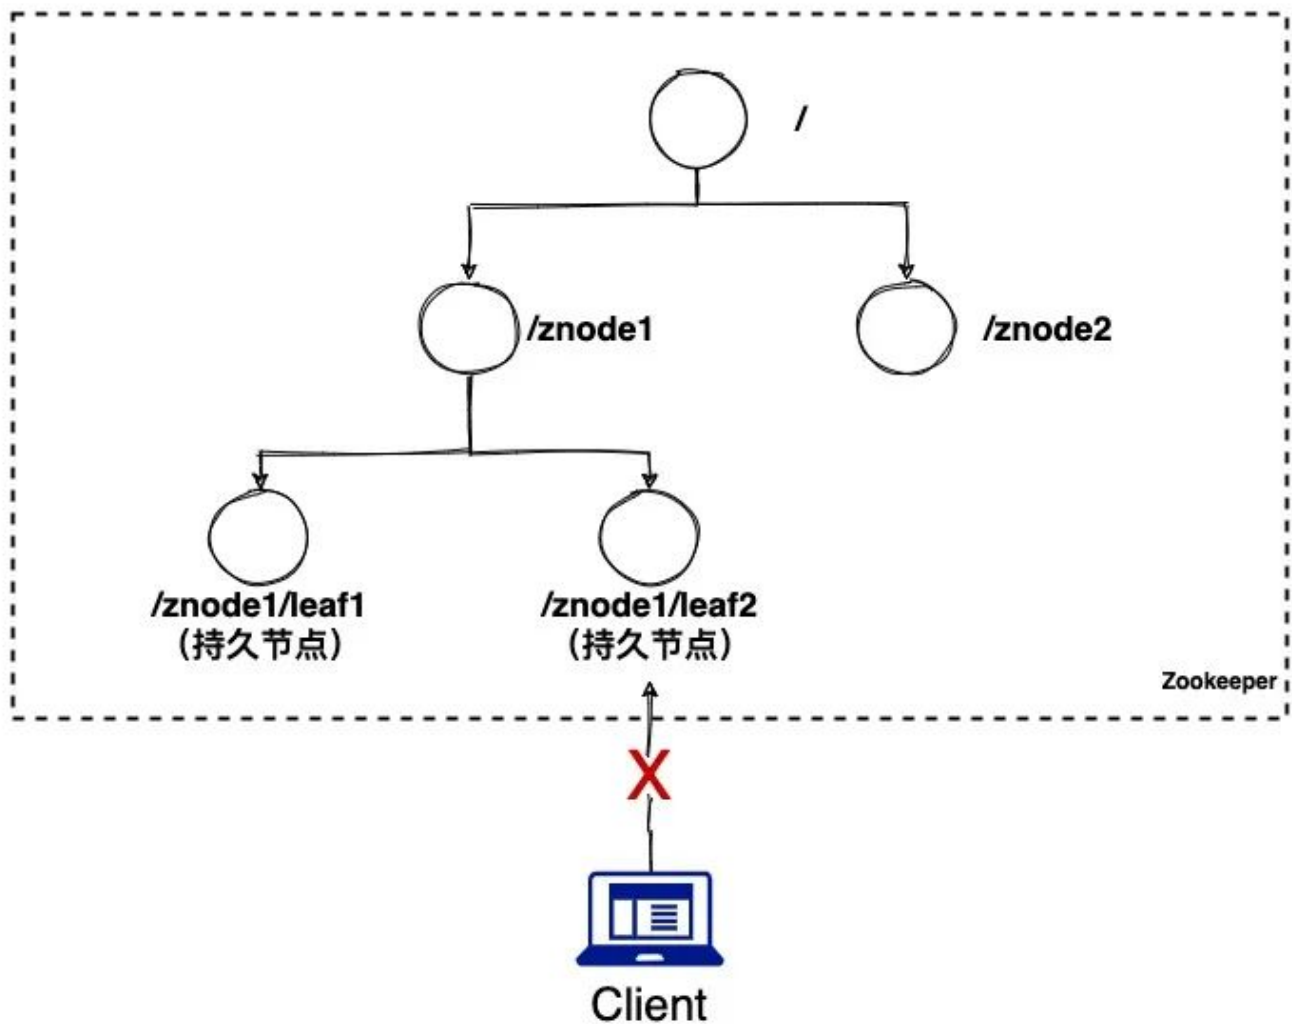 /
/znode1
/znode2
/znode1/leaf1
（持久节点）
/znode1/leaf2
（持久节点）
Zookeeper
X
Client